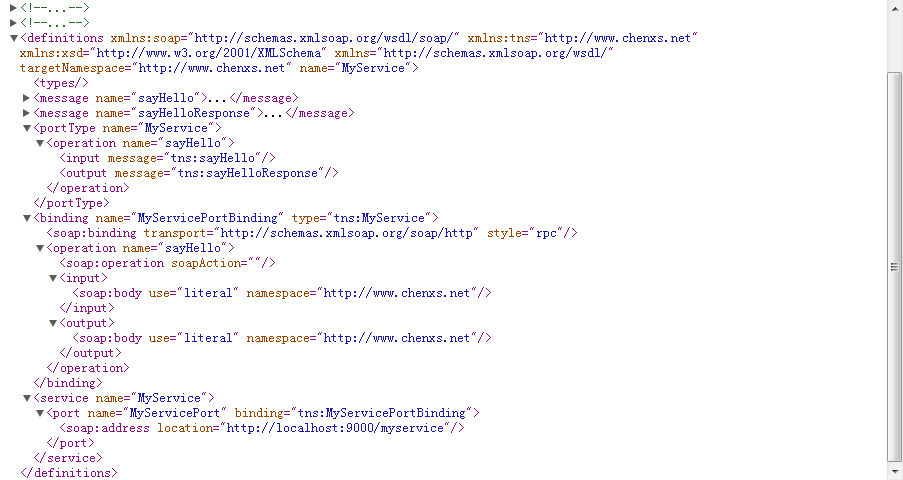 <!--...-->
<!--...-->
<definitions xmlns:soap="http://schemas.xmlsoap.org/wsdl/soap/" xmlns:tns="http://www.chenxs.net"
xmlns:xsd="http://www.w3.org/2001/XMLSchema" xmlns="http://schemas.xmlsoap.org/wsdl/"
targetNamespace="http://www.chenxs.net" name="MyService">
<types/>
<message name="sayHello">...</message>
<message name="sayHelloResponse">...</message>
<portType name="MyService">
<operation name="sayHello">
<input message="tns:sayHello"/>
<output message="tns:sayHelloResponse"/>
</operation>
</portType>
<binding name="MyServicePortBinding" type="tns:MyService">
<soap:binding transport="http://schemas.xmlsoap.org/soap/http" style="rpc"/>
<operation name="sayHello">
<soap:operation soapAction=""/>
<input>
<soap:body use="literal" namespace="http://www.chenxs.net"/>
</input>
<output>
<soap:body use="literal" namespace="http://www.chenxs.net"/>
</output>
</operation>
</binding>
<service name="MyService">
<port name="MyServicePort" binding="tns:MyServicePortBinding">
<soap:address location="http://localhost:9000/myservice"/>
</port>
</service>
</definitions>